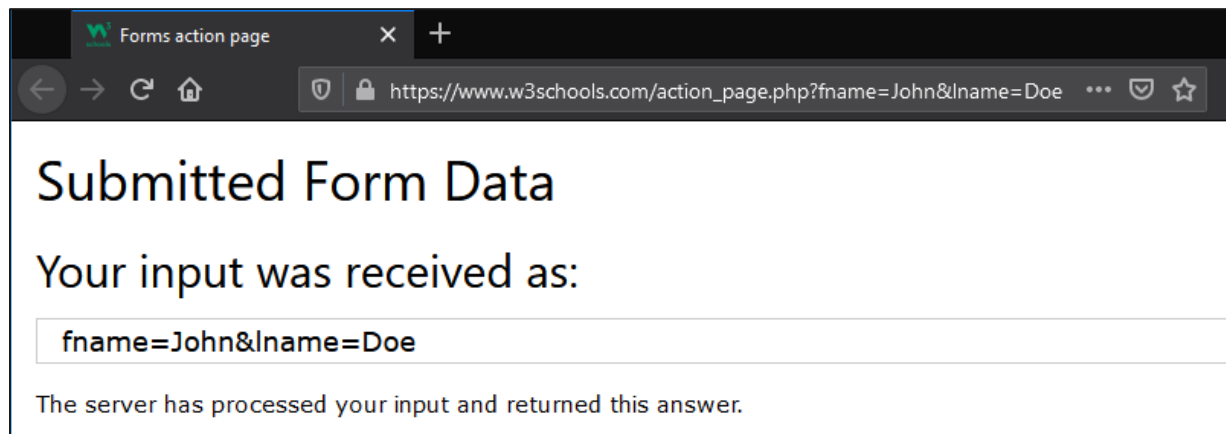 Forms action page
https://www.w3schools.com/action_page.php?fname=John&lname=Doe
Submitted Form Data
Your input was received as:
fname=John&lname=Doe
The server has processed your input and returned this answer.